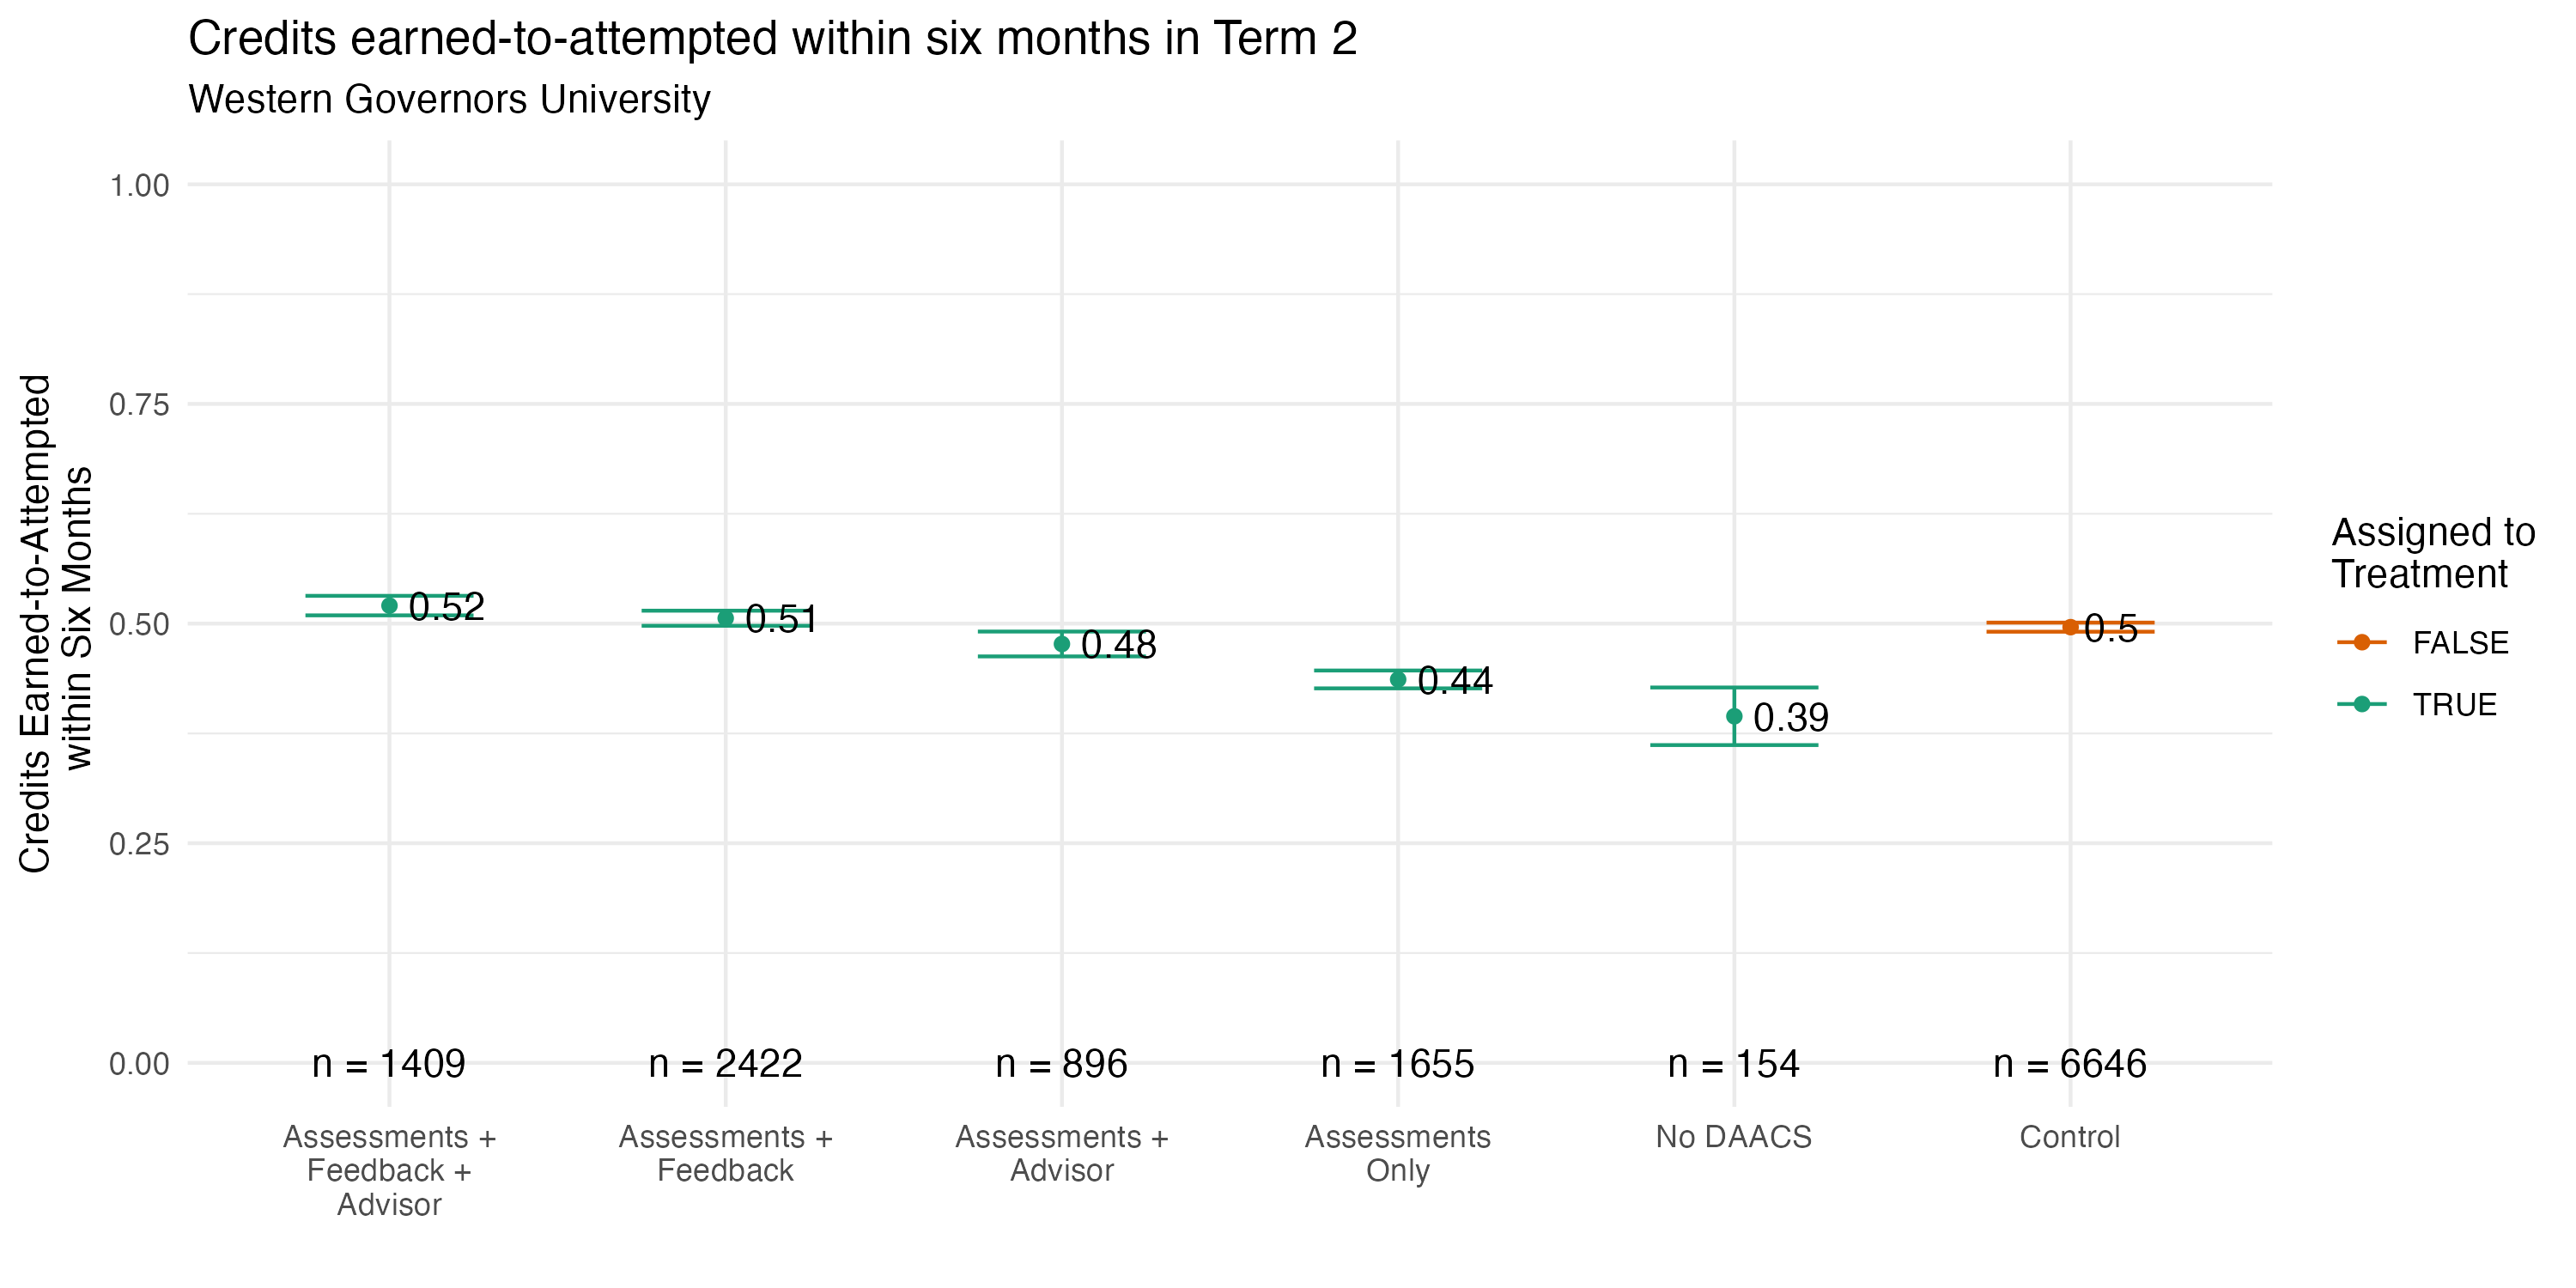 Credits earned-to-attempted within six months in Term 2
Western Governors University
Credits Earned-to-Attempted
within Six Months
1.00
0.75
0.50
0.25
0.00
0.52
0.51
0.48
0.44
0.39
0.5
n = 1409
n = 2422
n = 896
n = 1655
n = 154
n = 6646
Assessments +
Feedback +
Advisor
Assessments +
Feedback
Assessments +
Advisor
Assessments
Only
No DAACS
Control
Assigned to
Treatment
FALSE
TRUE